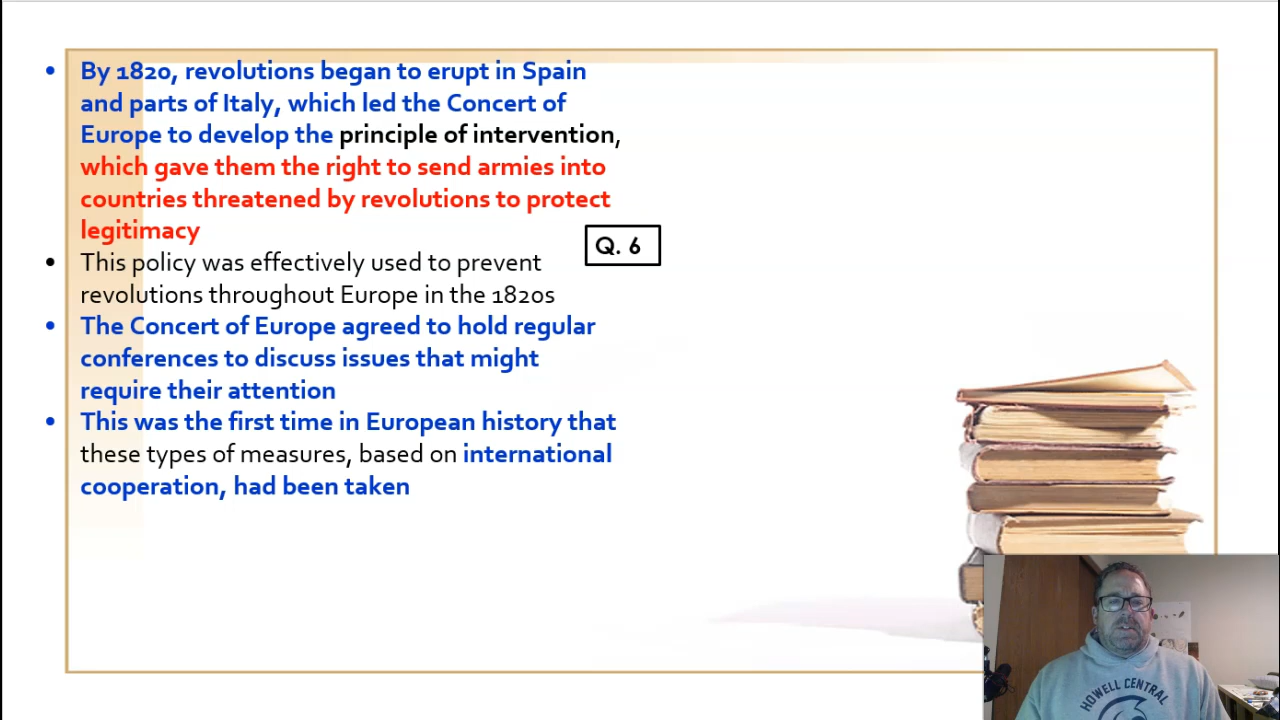 By 1820, revolutions began to erupt in Spain
and parts of Italy, which led the Concert of
Europe to develop the principle of intervention,
which gave them the right to send armies into
countries threatened by revolutions to protect
legitimacy
Q. 6
This policy was effectively used to prevent
revolutions throughout Europe in the 1820s
The Concert of Europe agreed to hold regular
conferences to discuss issues that might
require their attention
This was the first time in European history that
these types of measures, based on international
cooperation, had been taken
HOWELL CENTRAL